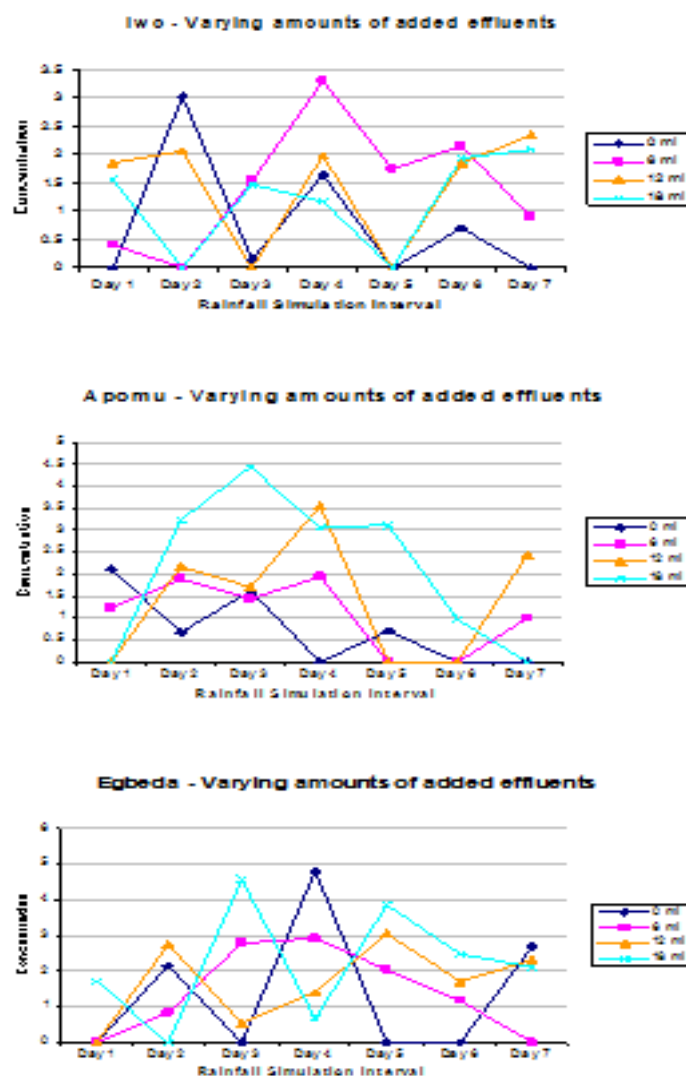 Iwo - Varying amounts of added effluents
3.5
3
2.5
2
1.5
1
0.5
0
Concentration
Day 1 Day 2 Day 3 Day 4 Day 5 Day 6 Day 7
Rainfall Simulation Interval
0 ml
6 ml
12 ml
18 ml
Apomu - Varying amounts of added effluents
5
4.5
4
3.5
3
2.5
2
1.5
1
0.5
0
Concentration
Day 1 Day 2 Day 3 Day 4 Day 5 Day 6 Day 7
Rainfall Simulation Interval
0 ml
6 ml
12 ml
18 ml
Egbeda - Varying amounts of added effluents
6
5
4
3
2
1
0
Day 1 Day 2 Day 3 Day 4 Day 5 Day 6 Day 7
Rainfall Simulation Interval
0 ml
6 ml
12 ml
18 ml